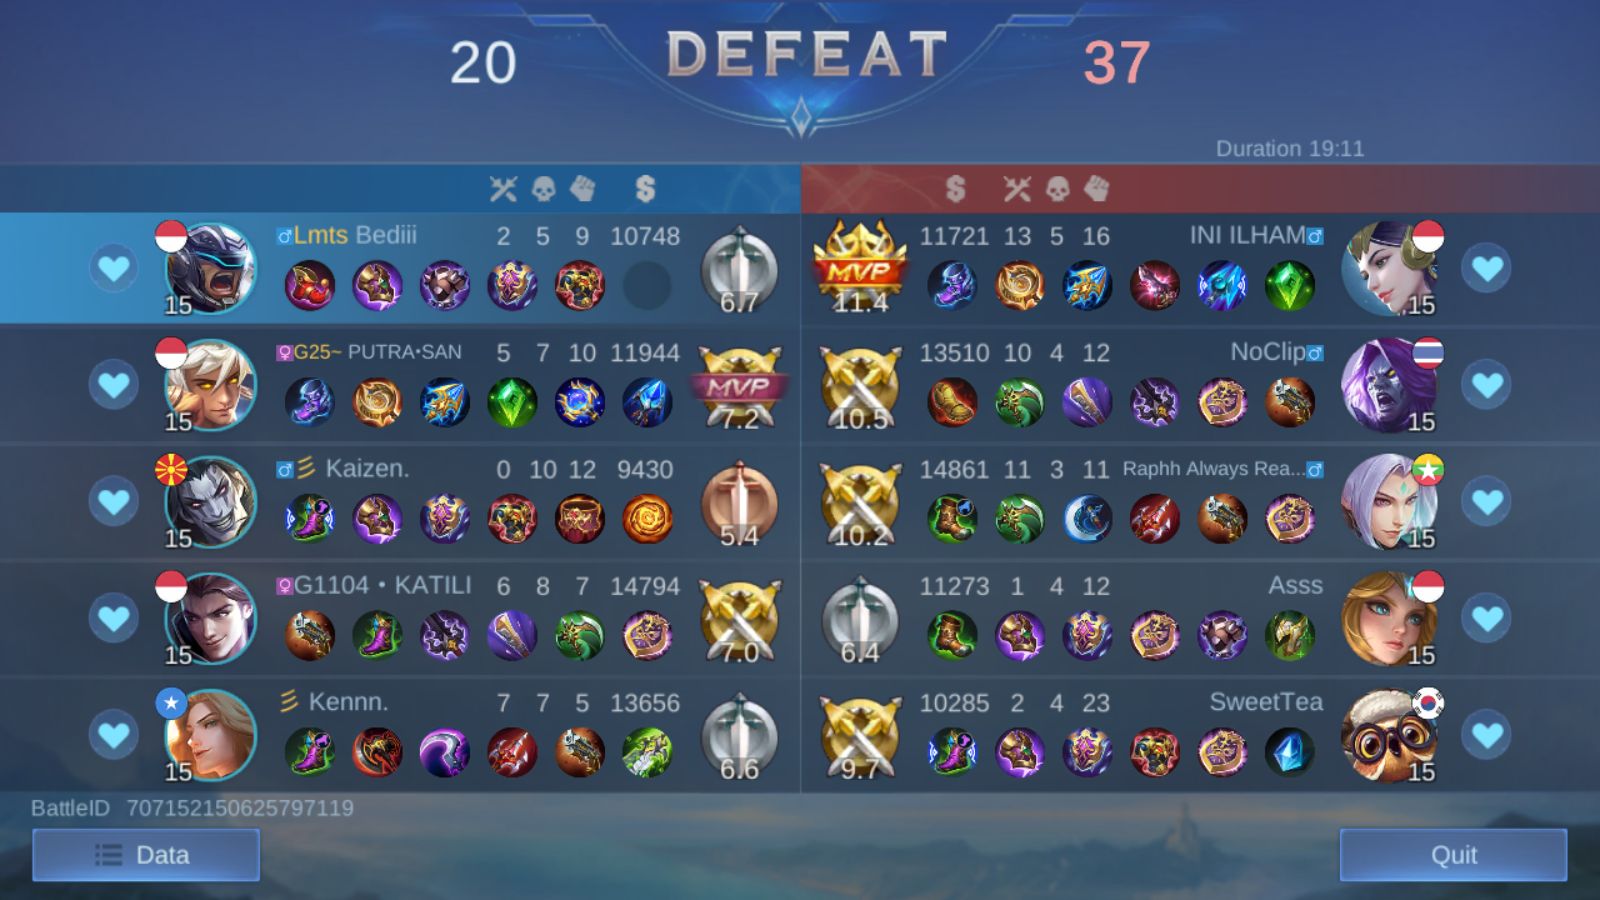 20 DEFEAT 37
Duration 19:11
Lmts Bediii 2 5 9 10748
15 6.7
MVP 11721 13 5 16 INI ILHAM
11.4 15
G25~ PUTRA•SAN 5 7 10 11944
15 MVP 7.2
13510 10 4 12 NoClip
10.5 15
彡 Kaizen. 0 10 12 9430
15 5.4
14861 11 3 11 Raphh Always Rea...
10.2 15
G1104 • KATILI 6 8 7 14794
15 7.0
11273 1 4 12 Asss
6.4 15
彡 Kennn. 7 7 5 13656
15 6.6
10285 2 4 23 SweetTea
9.7 15
BattleID 707152150625797119
Data
Quit